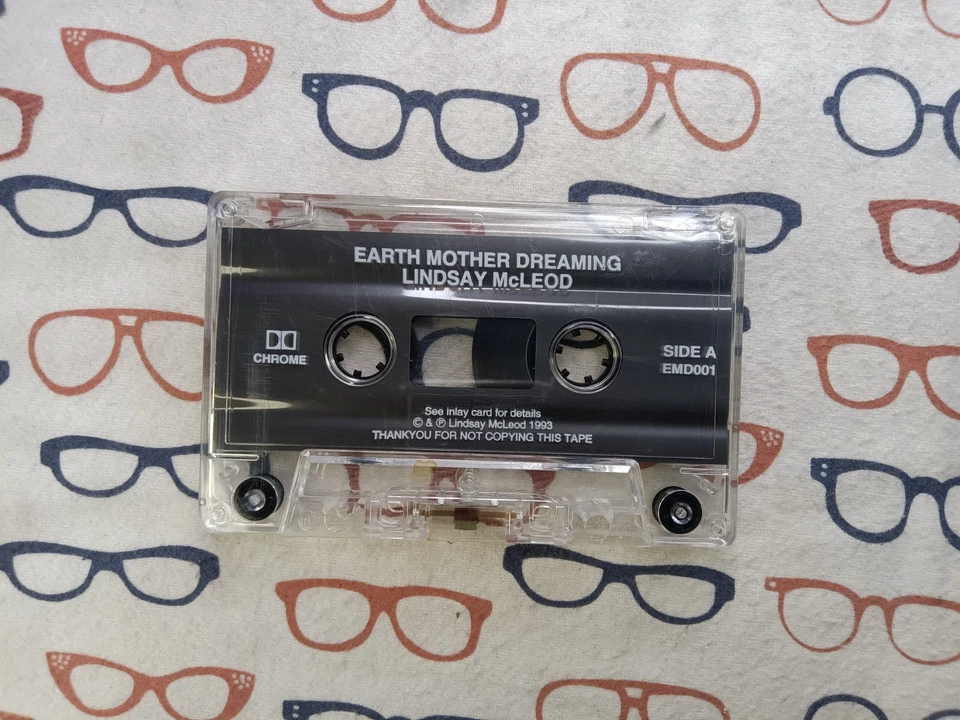 EARTH MOTHER DREAMING
LINDSAY McLEOD
CHROME
SIDE A
EMD001
See inlay card for details
© & ℗ Lindsay McLeod 1993
THANKYOU FOR NOT COPYING THIS TAPE